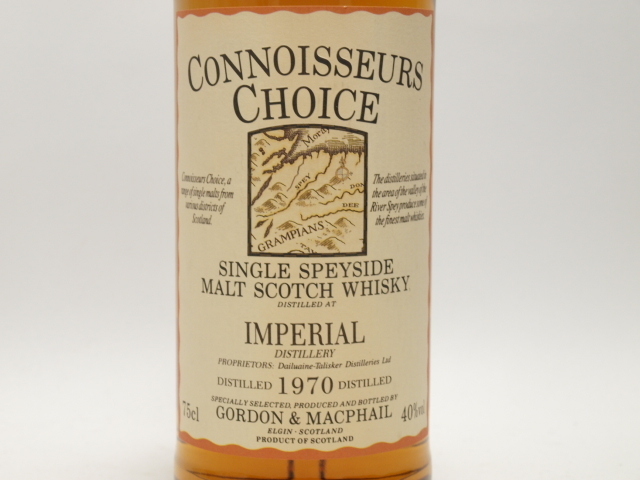 CONNOISSEURS
CHOICE
Moray
SPEY
DON
DEE
GRAMPIANS
Connoisseurs Choice, a
range of single malts from
various districts of
Scotland.
The distilleries situated in
the area of the valley of the
River Spey produce some of
the finest malt whiskies.
SINGLE SPEYSIDE
MALT SCOTCH WHISKY
DISTILLED AT
IMPERIAL
DISTILLERY
PROPRIETORS: Dailuaine-Talisker Distilleries Ltd
DISTILLED 1970 DISTILLED
SPECIALLY SELECTED, PRODUCED AND BOTTLED BY
75cl GORDON & MACPHAIL 40%vol
ELGIN - SCOTLAND
PRODUCT OF SCOTLAND